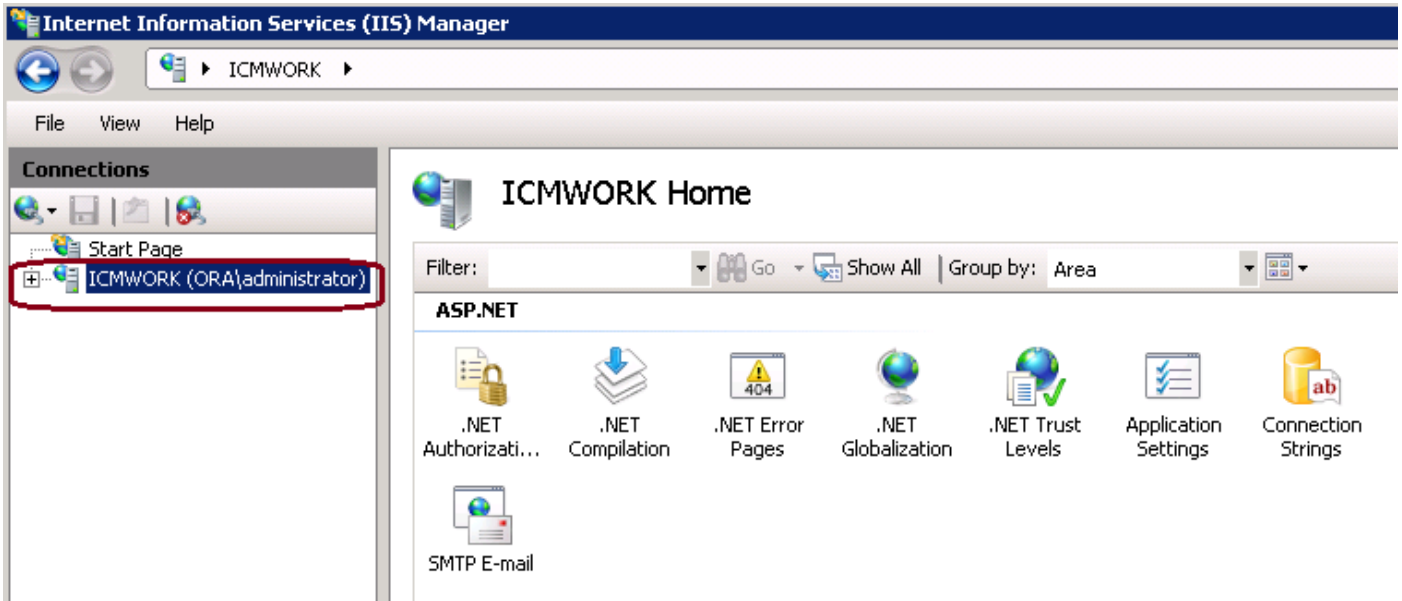 Internet Information Services (IIS) Manager
ICMWORK
File View Help
Connections
Start Page
ICMWORK (ORA\administrator)
ICMWORK Home
Filter: Go Show All Group by: Area
ASP.NET
404
ab
.NET Authorizati...
.NET Compilation
.NET Error Pages
.NET Globalization
.NET Trust Levels
Application Settings
Connection Strings
SMTP E-mail